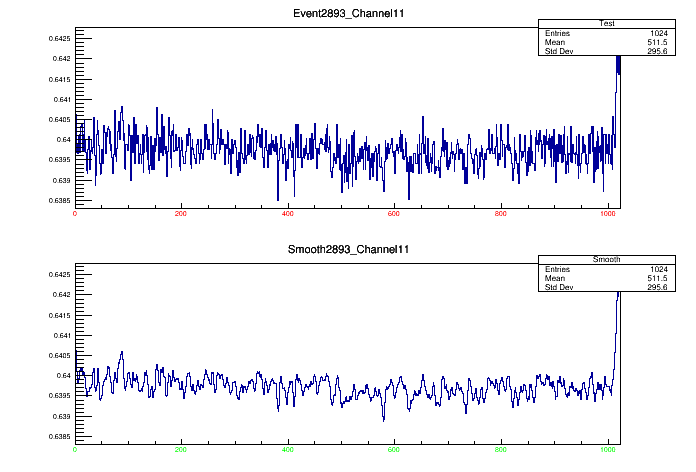 Event2893_Channel11
Test
Entries 1024
Mean 511.5
Std Dev 295.6
0.6425
0.642
0.6415
0.641
0.6405
0.64
0.6395
0.639
0.6385
0 200 400 600 800 1000
Smooth2893_Channel11
Smooth
Entries 1024
Mean 511.5
Std Dev 295.6
0.6425
0.642
0.6415
0.641
0.6405
0.64
0.6395
0.639
0.6385
0 200 400 600 800 1000